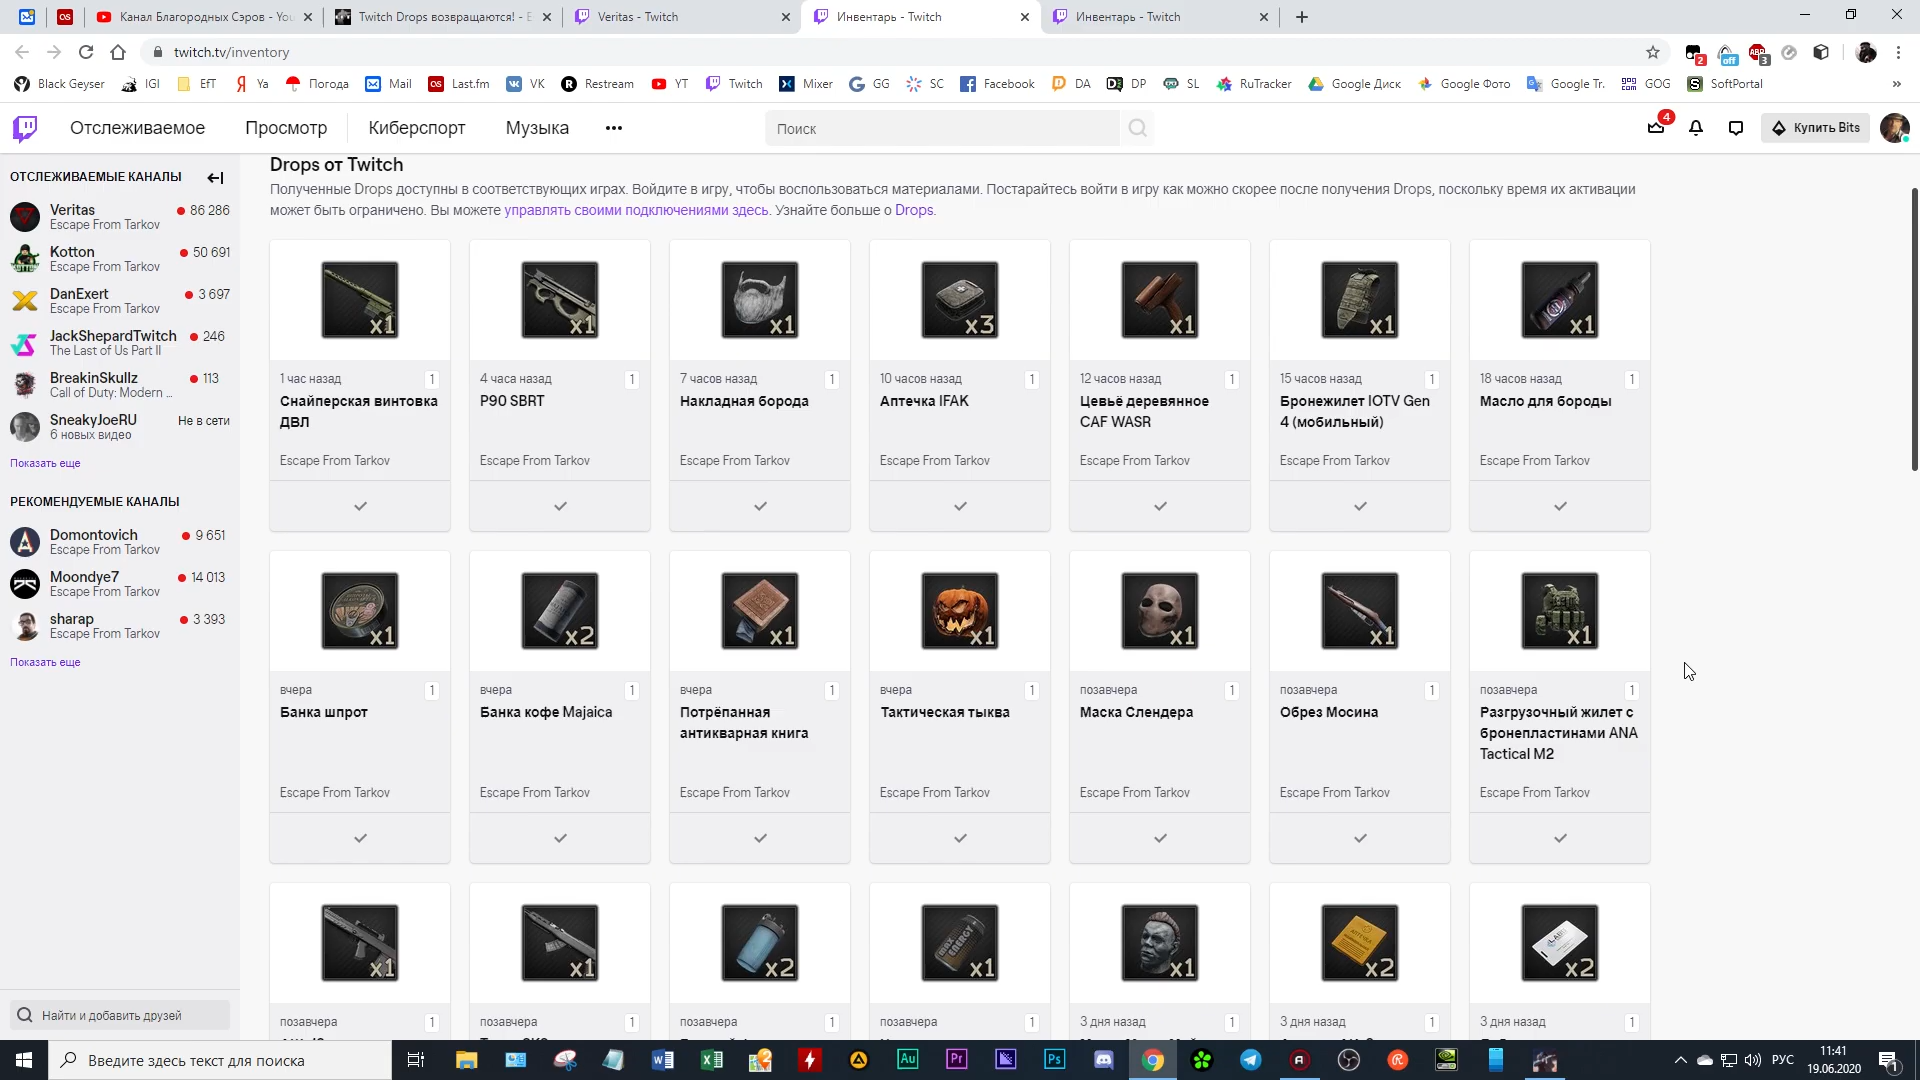 Канал Благородных Сэров - You
Twitch Drops возвращаются! - E
Veritas - Twitch
Инвентарь - Twitch
Инвентарь - Twitch
twitch.tv/inventory
2
off
ABP
3
Black Geyser
IGI
EfT
Ya
Погода
Mail
Last.fm
VK
Restream
YT
Twitch
Mixer
GG
SC
Facebook
DA
DP
SL
RuTracker
Google Диск
Google Фото
Google Tr.
GOG
SoftPortal
Отслеживаемое
Просмотр
Киберспорт
Музыка
Поиск
4
Купить Bits
ОТСЛЕЖИВАЕМЫЕ КАНАЛЫ
Veritas
86 286
Escape From Tarkov
Kotton
50 691
Escape From Tarkov
DanExert
3 697
Escape From Tarkov
JackShepardTwitch
246
The Last of Us Part II
BreakinSkullz
113
Call of Duty: Modern ...
SneakyJoeRU
Не в сети
6 новых видео
Показать еще
РЕКОМЕНДУЕМЫЕ КАНАЛЫ
Domontovich
9 651
Escape From Tarkov
Moondye7
14 013
Escape From Tarkov
sharap
3 393
Escape From Tarkov
Показать еще
Найти и добавить друзей
Drops от Twitch
Полученные Drops доступны в соответствующих играх. Войдите в игру, чтобы воспользоваться материалами. Постарайтесь войти в игру как можно скорее после получения Drops, поскольку время их активации
может быть ограничено. Вы можете управлять своими подключениями здесь. Узнайте больше о Drops.
x1
1 час назад
1
Снайперская винтовка
ДВЛ
Escape From Tarkov
x1
4 часа назад
1
P90 SBRT
Escape From Tarkov
x1
7 часов назад
1
Накладная борода
Escape From Tarkov
x3
10 часов назад
1
Аптечка IFAK
Escape From Tarkov
x1
12 часов назад
1
Цевьё деревянное
CAF WASR
Escape From Tarkov
x1
15 часов назад
1
Бронежилет IOTV Gen
4 (мобильный)
Escape From Tarkov
x1
18 часов назад
1
Масло для бороды
Escape From Tarkov
x1
вчера
1
Банка шпрот
Escape From Tarkov
x2
вчера
1
Банка кофе Majaica
Escape From Tarkov
x1
вчера
1
Потрёпанная
антикварная книга
Escape From Tarkov
x1
вчера
1
Тактическая тыква
Escape From Tarkov
x1
позавчера
1
Маска Слендера
Escape From Tarkov
x1
позавчера
1
Обрез Мосина
Escape From Tarkov
x1
позавчера
1
Разгрузочный жилет с
бронепластинами ANA
Tactical M2
Escape From Tarkov
x1
позавчера
1
x1
позавчера
1
x2
позавчера
1
MAX
ENERGY
x1
позавчера
1
x1
3 дня назад
1
АПТЕЧКА
x2
3 дня назад
1
LAB
x2
3 дня назад
1
Введите здесь текст для поиска
Au
Pr
Ps
РУС
11:41
19.06.2020
1